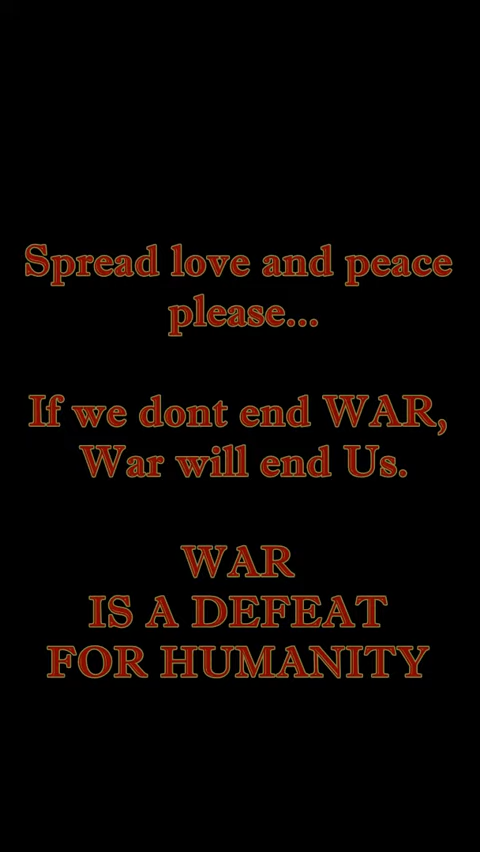 Spread love and peace
please...
If we dont end WAR,
War will end Us.
WAR
IS A DEFEAT
FOR HUMANITY